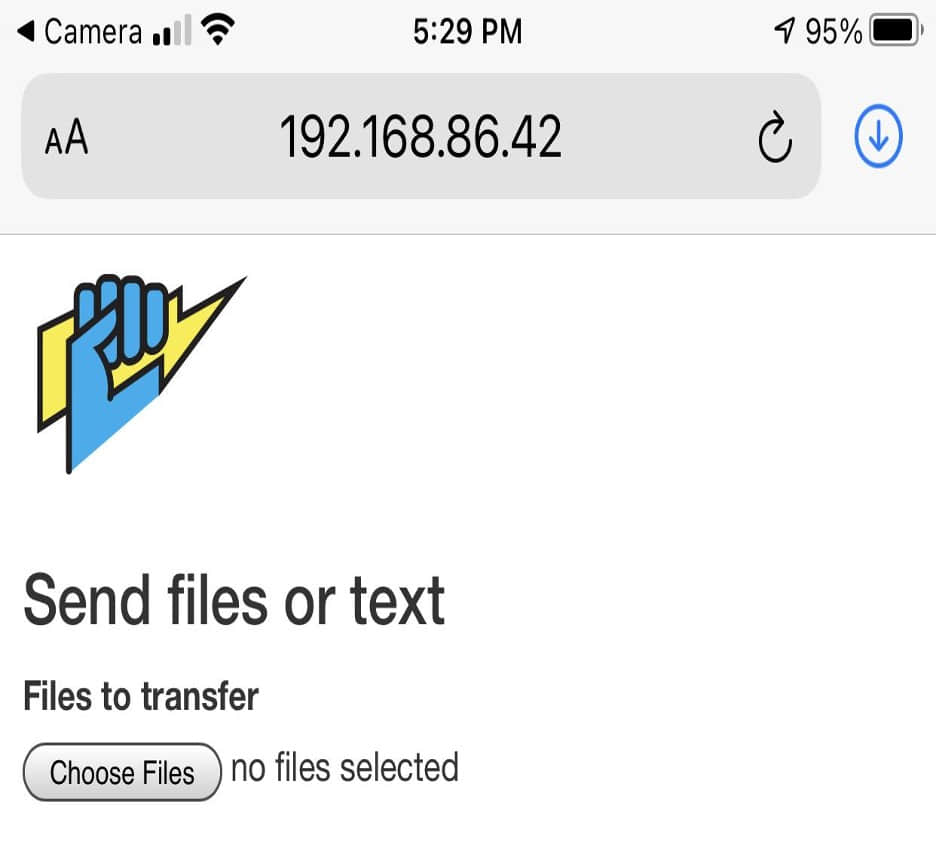 Camera 5:29 PM 95%
AA 192.168.86.42
Send files or text
Files to transfer
Choose Files no files selected